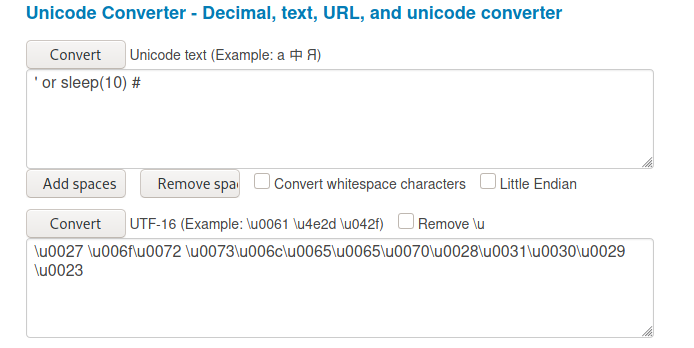 Unicode Converter - Decimal, text, URL, and unicode converter
Convert Unicode text (Example: a 中 Я)
' or sleep(10) #
Add spaces Remove spa Convert whitespace characters Little Endian
Convert UTF-16 (Example: \u0061 \u4e2d \u042f) Remove \u
\u0027 \u006f\u0072 \u0073\u006c\u0065\u0065\u0070\u0028\u0031\u0030\u0029
\u0023